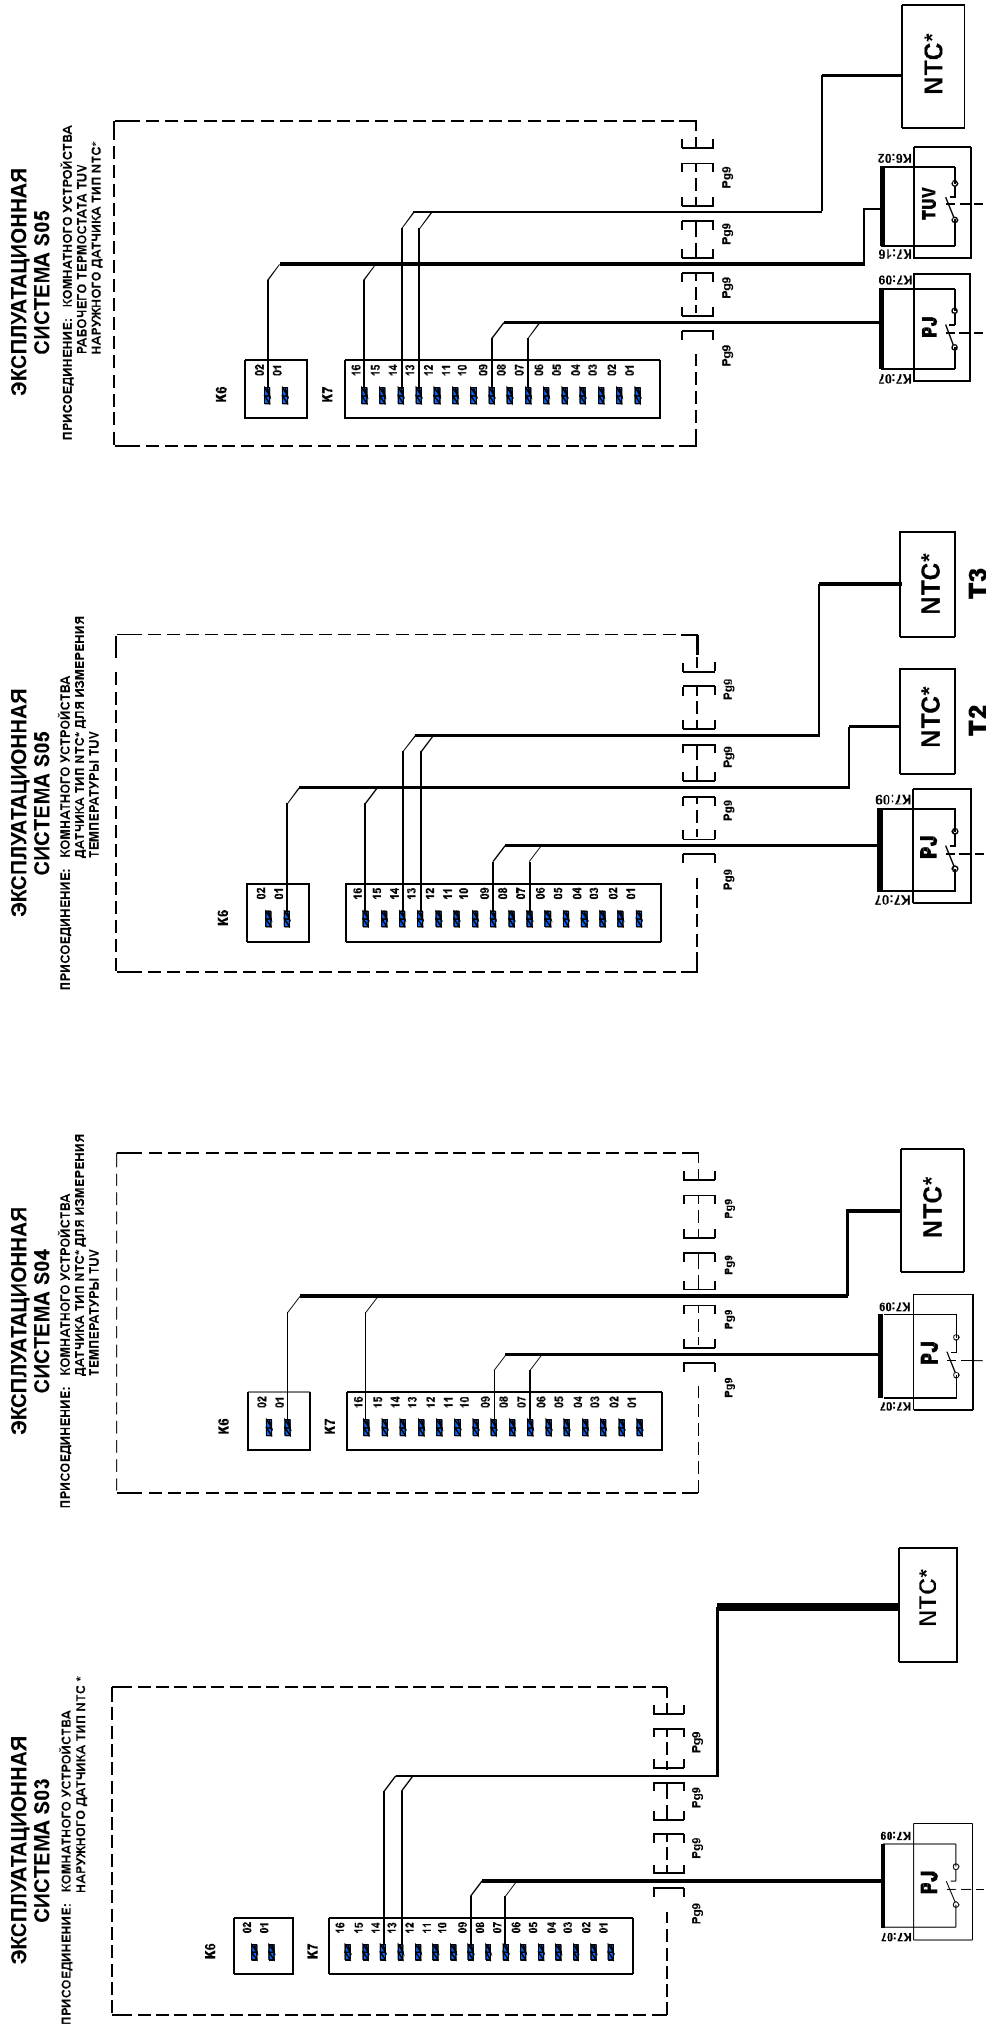 ЭКСПЛУАТАЦИОННАЯ
СИСТЕМА S03
ПРИСОЕДИНЕНИЕ: КОМНАТНОГО УСТРОЙСТВА
НАРУЖНОГО ДАТЧИКА ТИП NTC *
K6
02
01
K7
16
15
14
13
12
11
10
09
08
07
06
05
04
03
02
01
Pg9
Pg9
Pg9
Pg9
K7:07
K7:09
PJ
NTC*
ЭКСПЛУАТАЦИОННАЯ
СИСТЕМА S04
ПРИСОЕДИНЕНИЕ: КОМНАТНОГО УСТРОЙСТВА
ДАТЧИКА ТИП NTC* ДЛЯ ИЗМЕРЕНИЯ
ТЕМПЕРАТУРЫ TUV
K6
02
01
K7
16
15
14
13
12
11
10
09
08
07
06
05
04
03
02
01
Pg9
Pg9
Pg9
Pg9
K7:07
K7:09
PJ
NTC*
ЭКСПЛУАТАЦИОННАЯ
СИСТЕМА S05
ПРИСОЕДИНЕНИЕ: КОМНАТНОГО УСТРОЙСТВА
ДАТЧИКА ТИП NTC* ДЛЯ ИЗМЕРЕНИЯ
ТЕМПЕРАТУРЫ TUV
K6
02
01
K7
16
15
14
13
12
11
10
09
08
07
06
05
04
03
02
01
Pg9
Pg9
Pg9
Pg9
K7:07
K7:09
PJ
NTC*
NTC*
T2
T3
ЭКСПЛУАТАЦИОННАЯ
СИСТЕМА S05
ПРИСОЕДИНЕНИЕ: КОМНАТНОГО УСТРОЙСТВА
РАБОЧЕГО ТЕРМОСТАТА TUV
НАРУЖНОГО ДАТЧИКА ТИП NTC*
K6
02
01
K7
16
15
14
13
12
11
10
09
08
07
06
05
04
03
02
01
Pg9
Pg9
Pg9
Pg9
K7:07
K7:09
PJ
K7:16
K6:02
TUV
NTC*